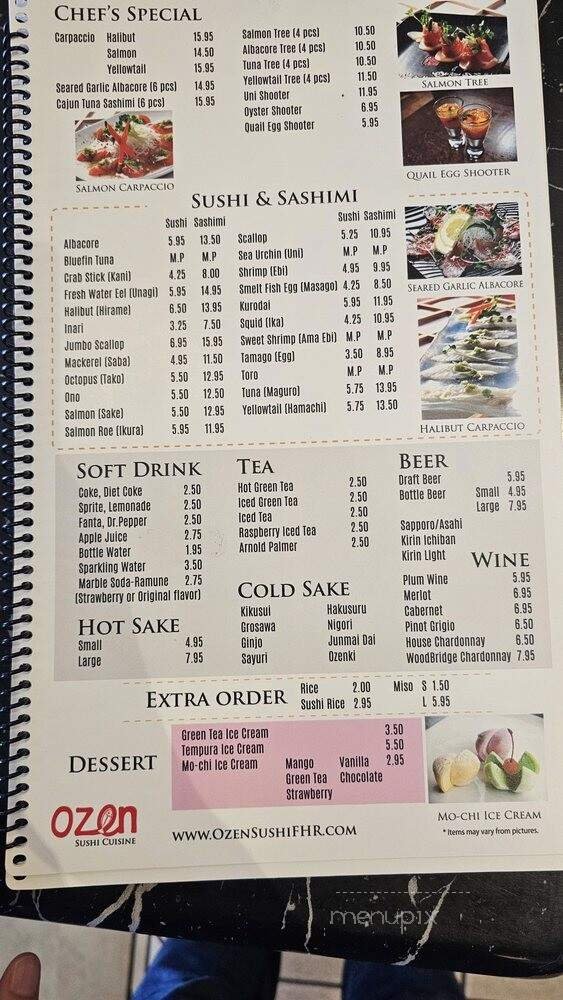 CHEF'S SPECIAL
Carpaccio Halibut 15.95
Salmon 14.50
Yellowtail 15.95
Seared Garlic Albacore (6 pcs) 14.95
Cajun Tuna Sashimi (6 pcs) 15.95
SALMON CARPACCIO
Salmon Tree (4 pcs) 10.50
Albacore Tree (4 pcs) 10.50
Tuna Tree (4 pcs) 10.50
Yellowtail Tree (4 pcs) 11.50
Uni Shooter 11.95
Oyster Shooter 6.95
Quail Egg Shooter 5.95
SALMON TREE
QUAIL EGG SHOOTER
SUSHI & SASHIMI
Sushi Sashimi
Albacore 5.95 13.50
Bluefin Tuna M.P M.P
Crab Stick (Kani) 4.25 8.00
Fresh Water Eel (Unagi) 5.95 14.95
Halibut (Hirame) 6.50 13.95
Inari 3.25 7.50
Jumbo Scallop 6.95 15.95
Mackerel (Saba) 4.95 11.50
Octopus (Tako) 5.50 12.95
Ono 5.50 12.50
Salmon (Sake) 5.50 12.95
Salmon Roe (Ikura) 5.95 11.95
Sushi Sashimi
Scallop 5.25 10.95
Sea Urchin (Uni) M.P M.P
Shrimp (Ebi) 4.95 9.95
Smelt Fish Egg (Masago) 4.25 8.50
Kurodai 5.95 11.95
Squid (Ika) 4.25 10.95
Sweet Shrimp (Ama Ebi) M.P M.P
Tamago (Egg) 3.50 8.95
Toro M.P M.P
Tuna (Maguro) 5.75 13.95
Yellowtail (Hamachi) 5.75 13.50
SEARED GARLIC ALBACORE
HALIBUT CARPACCIO
SOFT DRINK
Coke, Diet Coke 2.50
Sprite, Lemonade 2.50
Fanta, Dr.Pepper 2.50
Apple Juice 2.75
Bottle Water 1.95
Sparkling Water 3.50
Marble Soda-Ramune 2.75
(Strawberry or Original flavor)
HOT SAKE
Small 4.95
Large 7.95
TEA
Hot Green Tea 2.50
Iced Green Tea 2.50
Iced Tea 2.50
Raspberry Iced Tea 2.50
Arnold Palmer 2.50
COLD SAKE
Kikusui Hakusuru
Grosawa Nigori
Ginjo Junmai Dai
Sayuri Ozenki
BEER
Draft Beer 5.95
Bottle Beer Small 4.95
Large 7.95
Sapporo/Asahi
Kirin Ichiban
Kirin Light
WINE
Plum Wine 5.95
Merlot 6.95
Cabernet 6.95
Pinot Grigio 6.50
House Chardonnay 6.50
WoodBridge Chardonnay 7.95
EXTRA ORDER
Rice 2.00 Miso S 1.50
Sushi Rice 2.95 L 5.95
DESSERT
Green Tea Ice Cream 3.50
Tempura Ice Cream 5.50
Mo-chi Ice Cream Mango Vanilla 2.95
Green Tea Chocolate
Strawberry
MO-CHI ICE CREAM
* Items may vary from pictures.
ozen
SUSHI CUISINE
WWW.OZENSUSHIFHR.COM
menupix